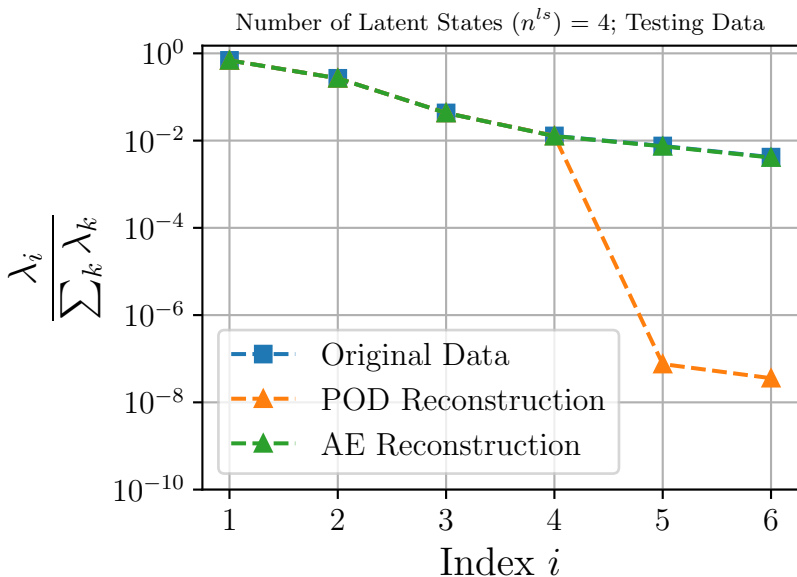 Number of Latent States (n^{ls}) = 4; Testing Data
10^0
10^{-2}
10^{-4}
10^{-6}
10^{-8}
10^{-10}
λ_i
∑_k λ_k
Original Data
POD Reconstruction
AE Reconstruction
1 2 3 4 5 6
Index i